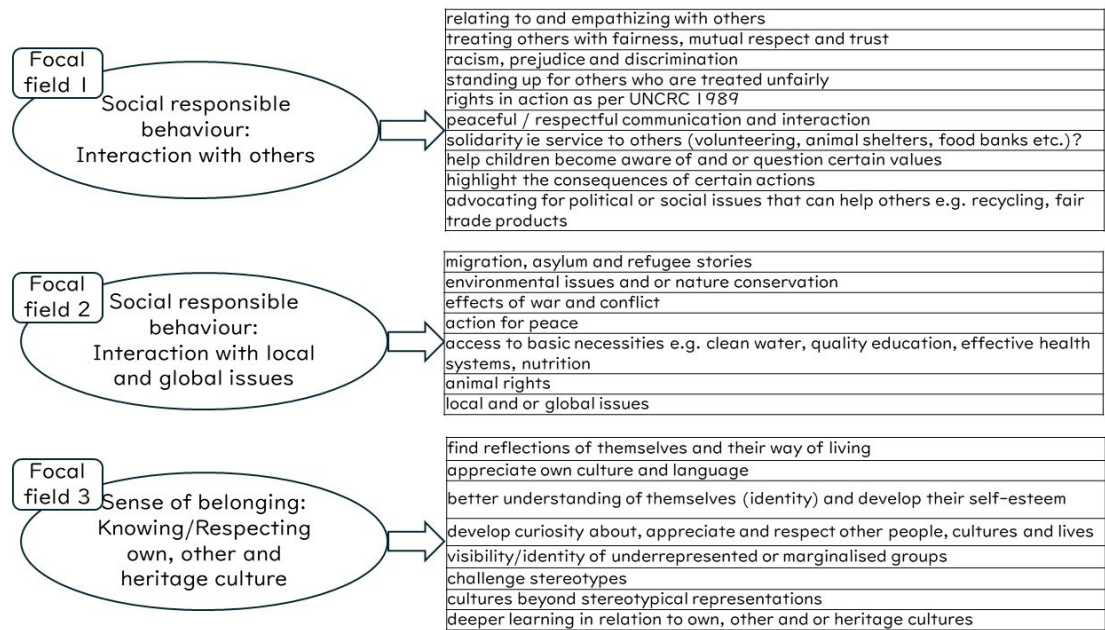 Focal
field 1
Social responsible
behaviour:
Interaction with others
relating to and empathizing with others
treating others with fairness, mutual respect and trust
racism, prejudice and discrimination
standing up for others who are treated unfairly
rights in action as per UNCRC 1989
peaceful / respectful communication and interaction
solidarity ie service to others (volunteering, animal shelters, food banks etc.)?
help children become aware of and or question certain values
highlight the consequences of certain actions
advocating for political or social issues that can help others e.g. recycling, fair
trade products
Focal
field 2
Social responsible
behaviour:
Interaction with local
and global issues
migration, asylum and refugee stories
environmental issues and or nature conservation
effects of war and conflict
action for peace
access to basic necessities e.g. clean water, quality education, effective health
systems, nutrition
animal rights
local and or global issues
Focal
field 3
Sense of belonging:
Knowing/Respecting
own, other and
heritage culture
find reflections of themselves and their way of living
appreciate own culture and language
better understanding of themselves (identity) and develop their self-esteem
develop curiosity about, appreciate and respect other people, cultures and lives
visibility/identity of underrepresented or marginalised groups
challenge stereotypes
cultures beyond stereotypical representations
deeper learning in relation to own, other and or heritage cultures